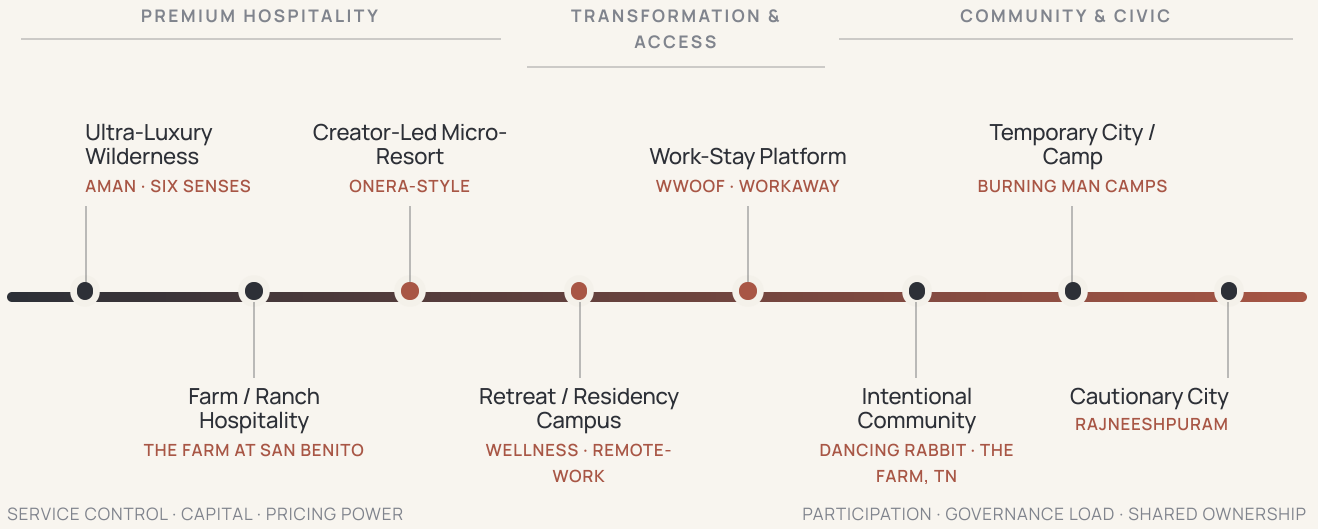 PREMIUM HOSPITALITY
TRANSFORMATION &
ACCESS
COMMUNITY & CIVIC
Ultra-Luxury
Wilderness
AMAN · SIX SENSES
Creator-Led Micro-
Resort
ONERA-STYLE
Work-Stay Platform
WWOOF · WORKAWAY
Temporary City /
Camp
BURNING MAN CAMPS
Farm / Ranch
Hospitality
THE FARM AT SAN BENITO
Retreat / Residency
Campus
WELLNESS · REMOTE-
WORK
Intentional
Community
DANCING RABBIT · THE
FARM, TN
Cautionary City
RAJNEESHPURAM
SERVICE CONTROL · CAPITAL · PRICING POWER
PARTICIPATION · GOVERNANCE LOAD · SHARED OWNERSHIP